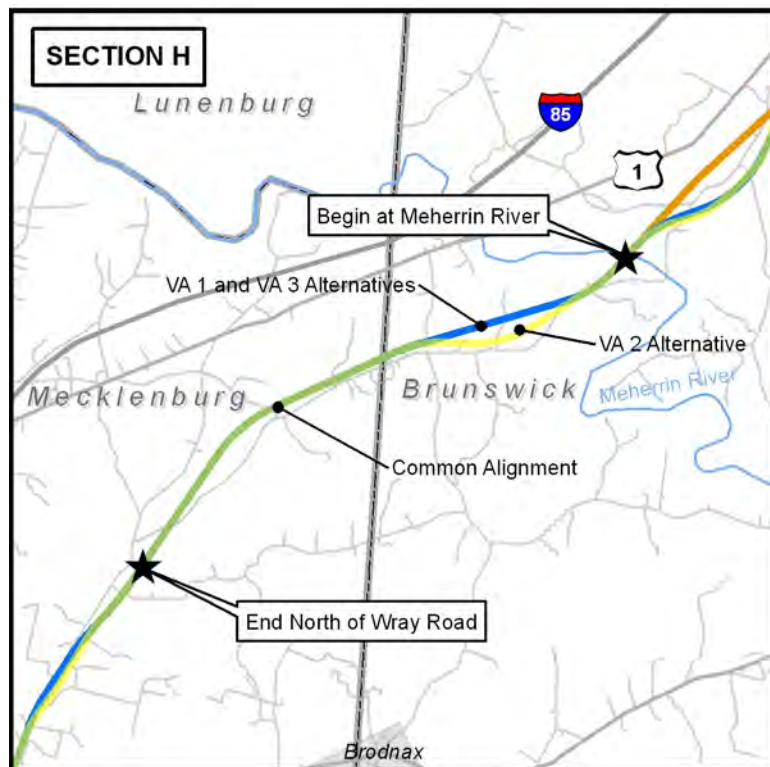 SECTION H
Lunenburg
85
1
Begin at Meherrin River
VA 1 and VA 3 Alternatives
VA 2 Alternative
Mecklenburg
Brunswick
Meherrin River
Common Alignment
End North of Wray Road
Brodnax